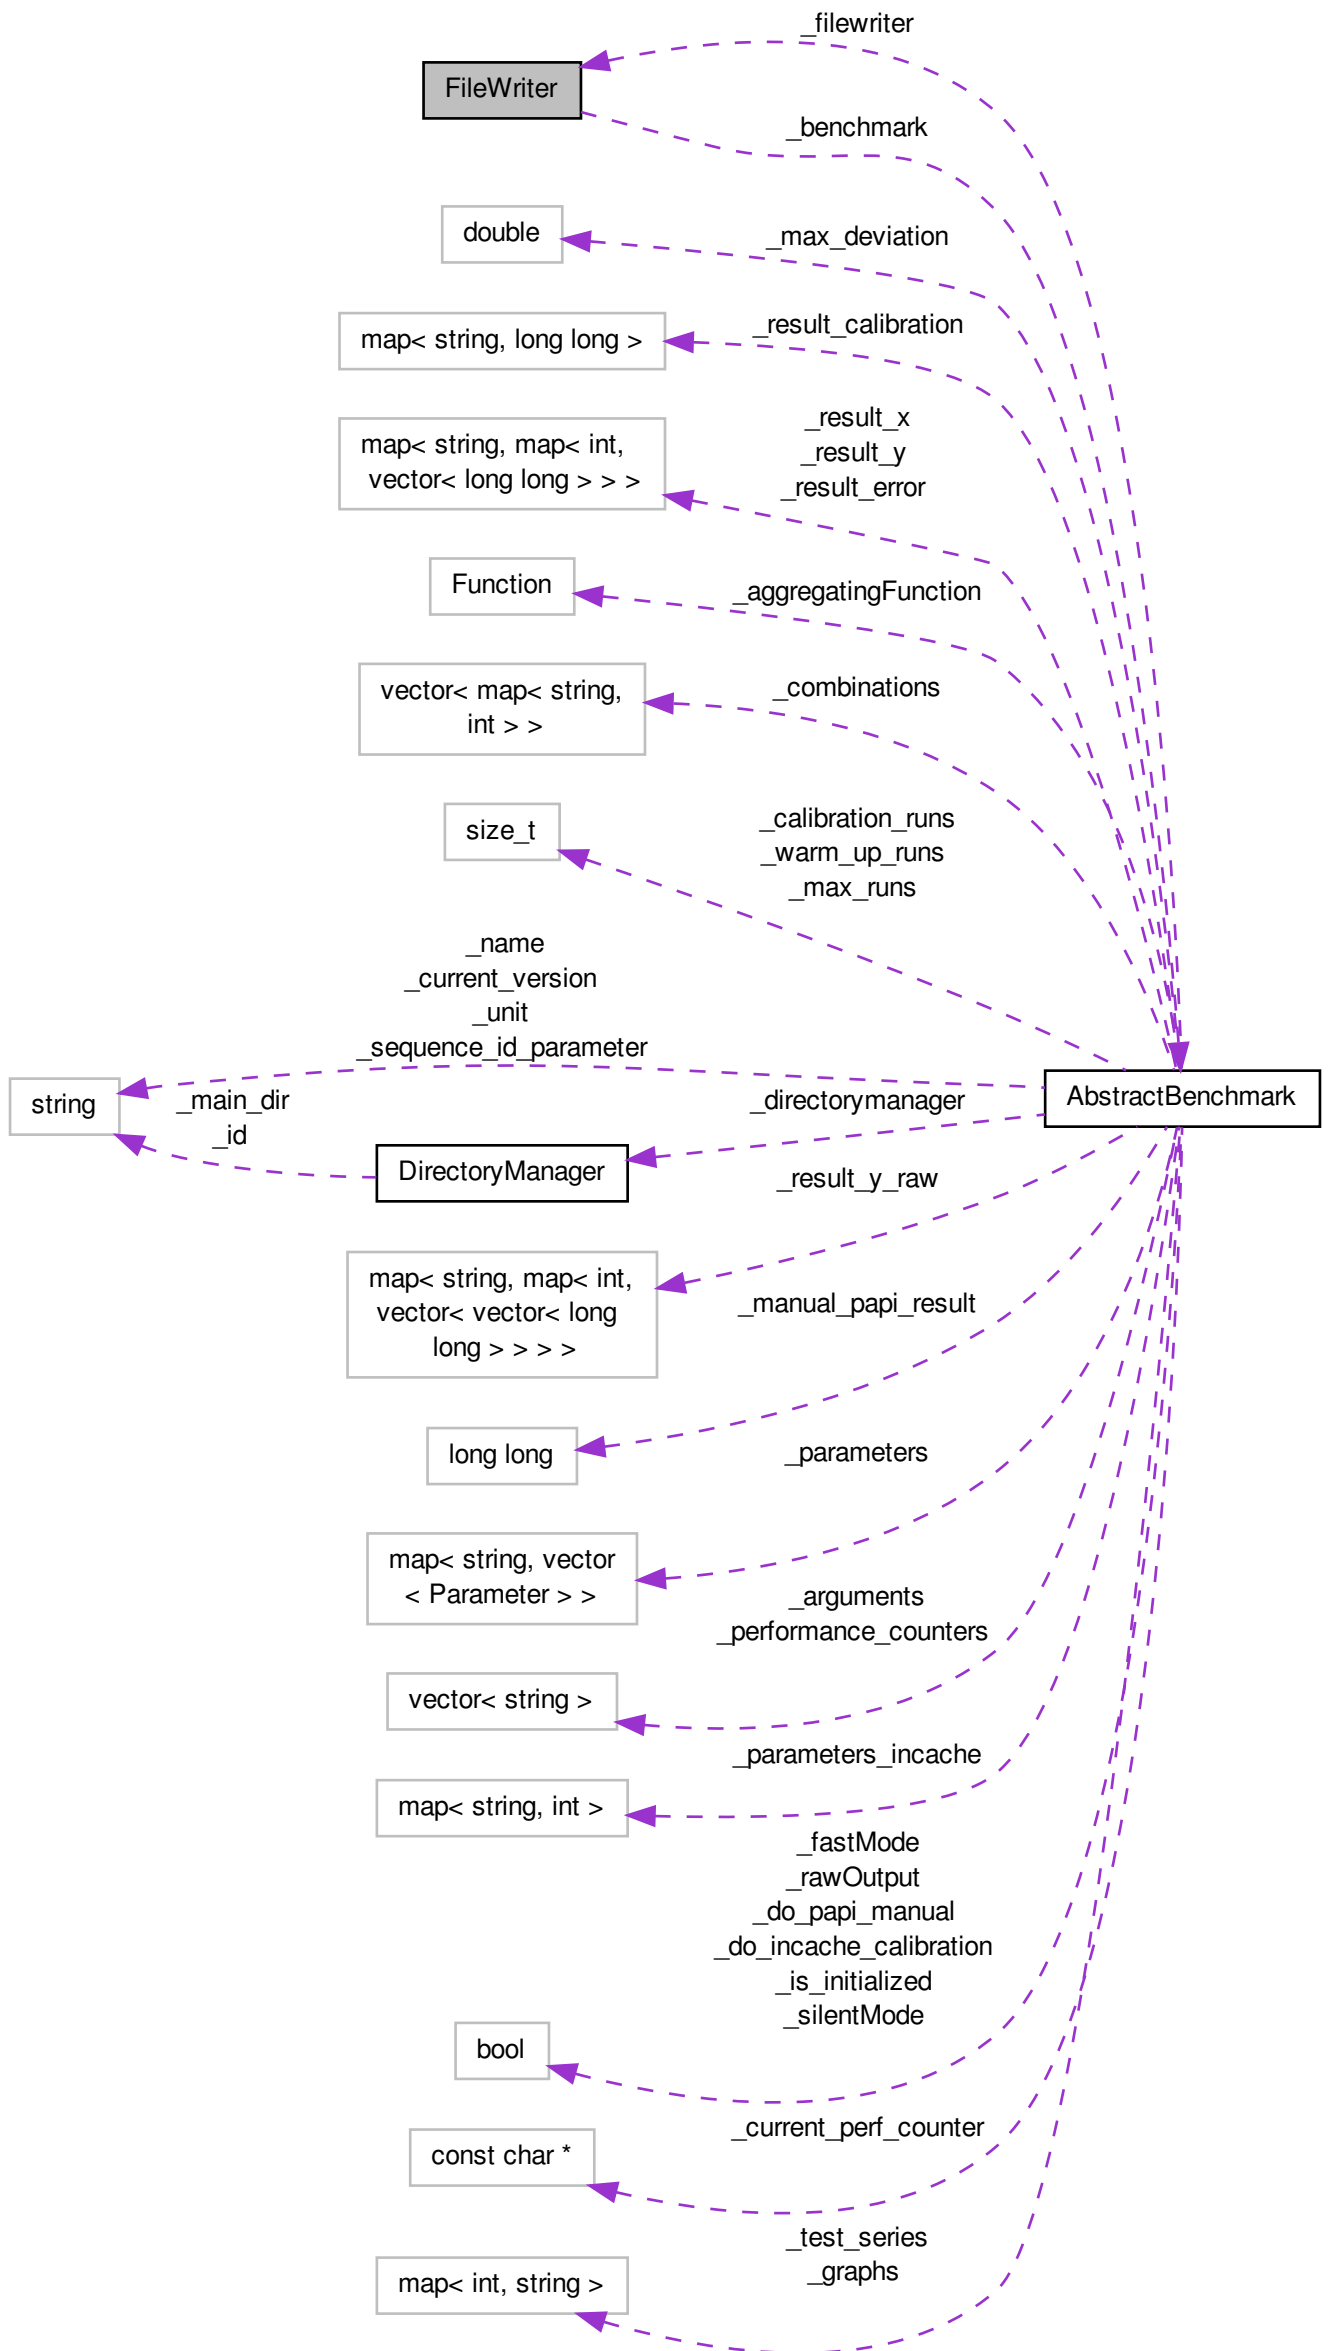 _filewriter
FileWriter
_benchmark
double
_max_deviation
map< string, long long >
_result_calibration
map< string, map< int,
vector< long long > > >
_result_x
_result_y
_result_error
Function
_aggregatingFunction
vector< map< string,
int > >
_combinations
size_t
_calibration_runs
_warm_up_runs
_max_runs
_name
_current_version
_unit
_sequence_id_parameter
string
_main_dir
_id
DirectoryManager
_directorymanager
AbstractBenchmark
_result_y_raw
map< string, map< int,
vector< vector< long
long > > > >
_manual_papi_result
long long
_parameters
map< string, vector
< Parameter > >
_arguments
_performance_counters
vector< string >
_parameters_incache
map< string, int >
_fastMode
_rawOutput
_do_papi_manual
_do_incache_calibration
_is_initialized
_silentMode
bool
_current_perf_counter
const char *
_test_series
_graphs
map< int, string >